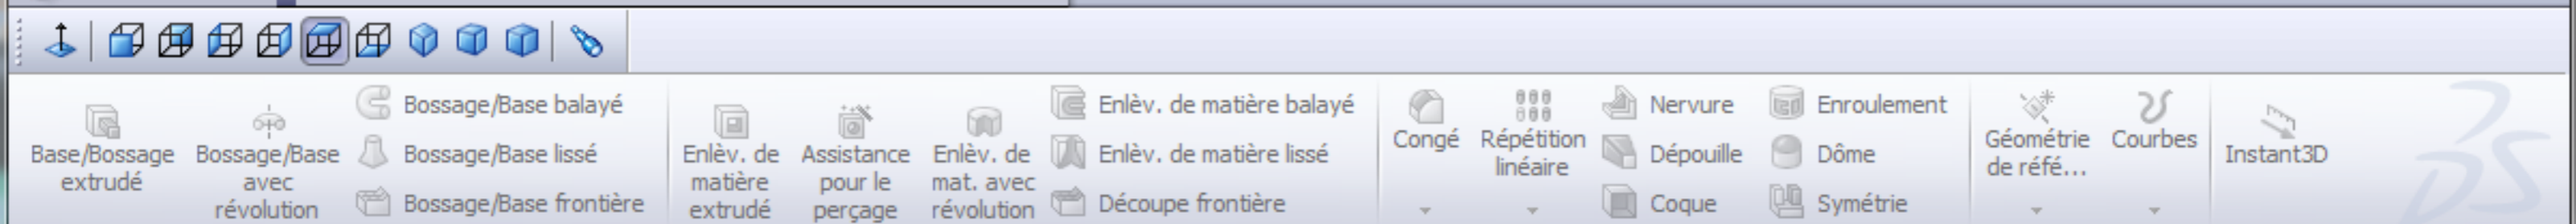 Base/Bossage
extrudé
Bossage/Base
avec
révolution
Bossage/Base balayé
Bossage/Base lissé
Bossage/Base frontière
Enlèv. de
matière
extrudé
Assistance
pour le
perçage
Enlèv. de
mat. avec
révolution
Enlèv. de matière balayé
Enlèv. de matière lissé
Découpe frontière
Congé
Répétition
linéaire
Nervure
Dépouille
Coque
Enroulement
Dôme
Symétrie
Géométrie
de réfé...
Courbes
Instant3D